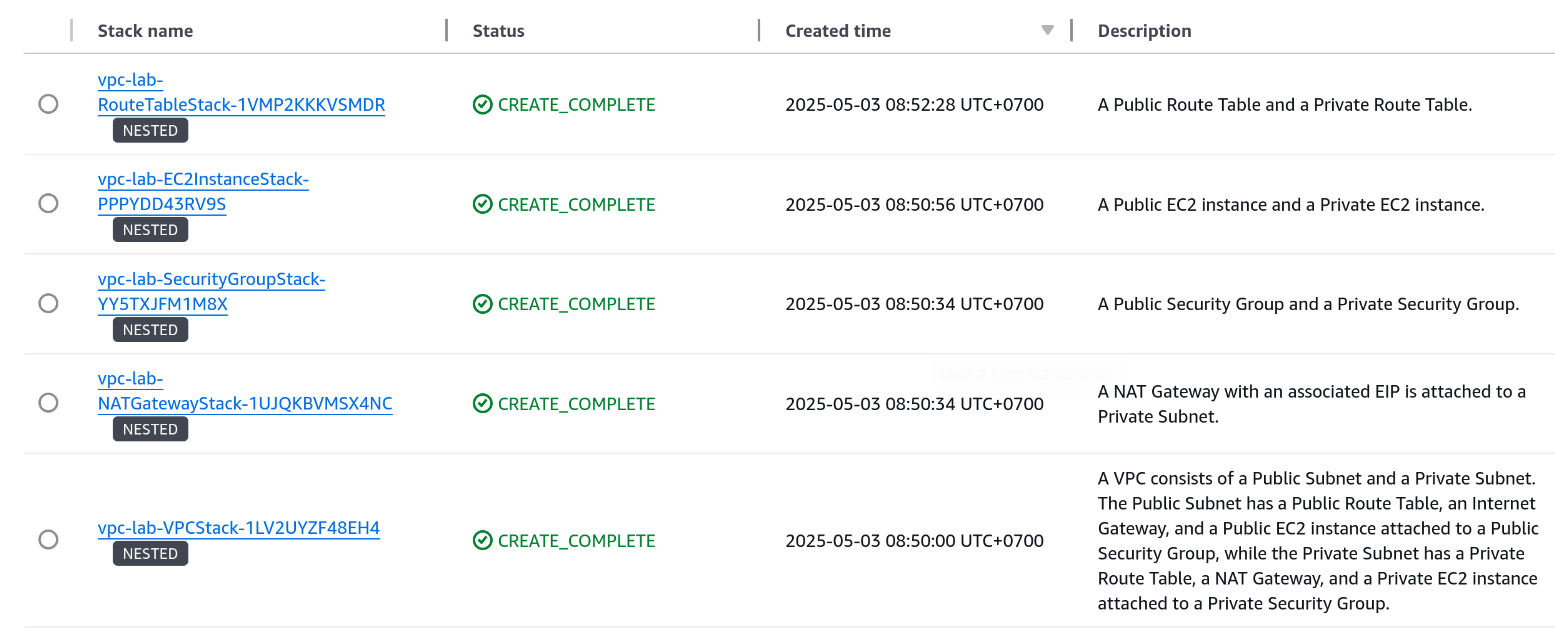 Stack name Status Created time Description
vpc-lab-
RouteTableStack-1VMP2KKKVSMDR
NESTED
CREATE_COMPLETE
2025-05-03 08:52:28 UTC+0700
A Public Route Table and a Private Route Table.
vpc-lab-EC2InstanceStack-
PPPYDD43RV9S
NESTED
CREATE_COMPLETE
2025-05-03 08:50:56 UTC+0700
A Public EC2 instance and a Private EC2 instance.
vpc-lab-SecurityGroupStack-
YY5TXJFM1M8X
NESTED
CREATE_COMPLETE
2025-05-03 08:50:34 UTC+0700
A Public Security Group and a Private Security Group.
vpc-lab-
NATGatewayStack-1UJQKBVMSX4NC
NESTED
CREATE_COMPLETE
2025-05-03 08:50:34 UTC+0700
A NAT Gateway with an associated EIP is attached to a
Private Subnet.
vpc-lab-VPCStack-1LV2UYZF48EH4
NESTED
CREATE_COMPLETE
2025-05-03 08:50:00 UTC+0700
A VPC consists of a Public Subnet and a Private Subnet.
The Public Subnet has a Public Route Table, an Internet
Gateway, and a Public EC2 instance attached to a Public
Security Group, while the Private Subnet has a Private
Route Table, a NAT Gateway, and a Private EC2 instance
attached to a Private Security Group.